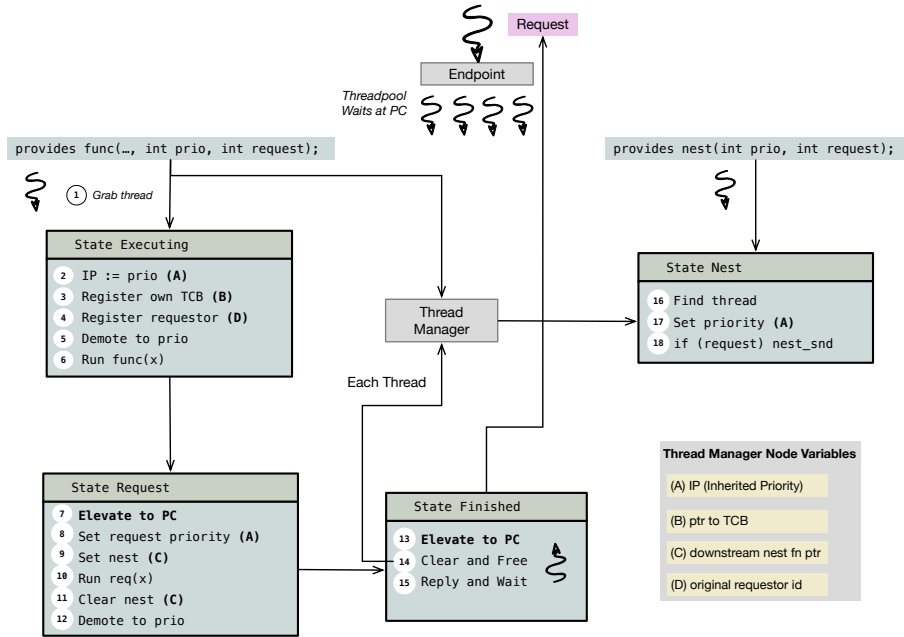 Request
Endpoint
Threadpool
Waits at PC
provides func(…, int prio, int request);
provides nest(int prio, int request);
1 Grab thread
State Executing
2 IP := prio (A)
3 Register own TCB (B)
4 Register requestor (D)
5 Demote to prio
6 Run func(x)
Thread
Manager
State Nest
16 Find thread
17 Set priority (A)
18 if (request) nest_snd
Each Thread
State Request
7 Elevate to PC
8 Set request priority (A)
9 Set nest (C)
10 Run req(x)
11 Clear nest (C)
12 Demote to prio
State Finished
13 Elevate to PC
14 Clear and Free
15 Reply and Wait
Thread Manager Node Variables
(A) IP (Inherited Priority)
(B) ptr to TCB
(C) downstream nest fn ptr
(D) original requestor id